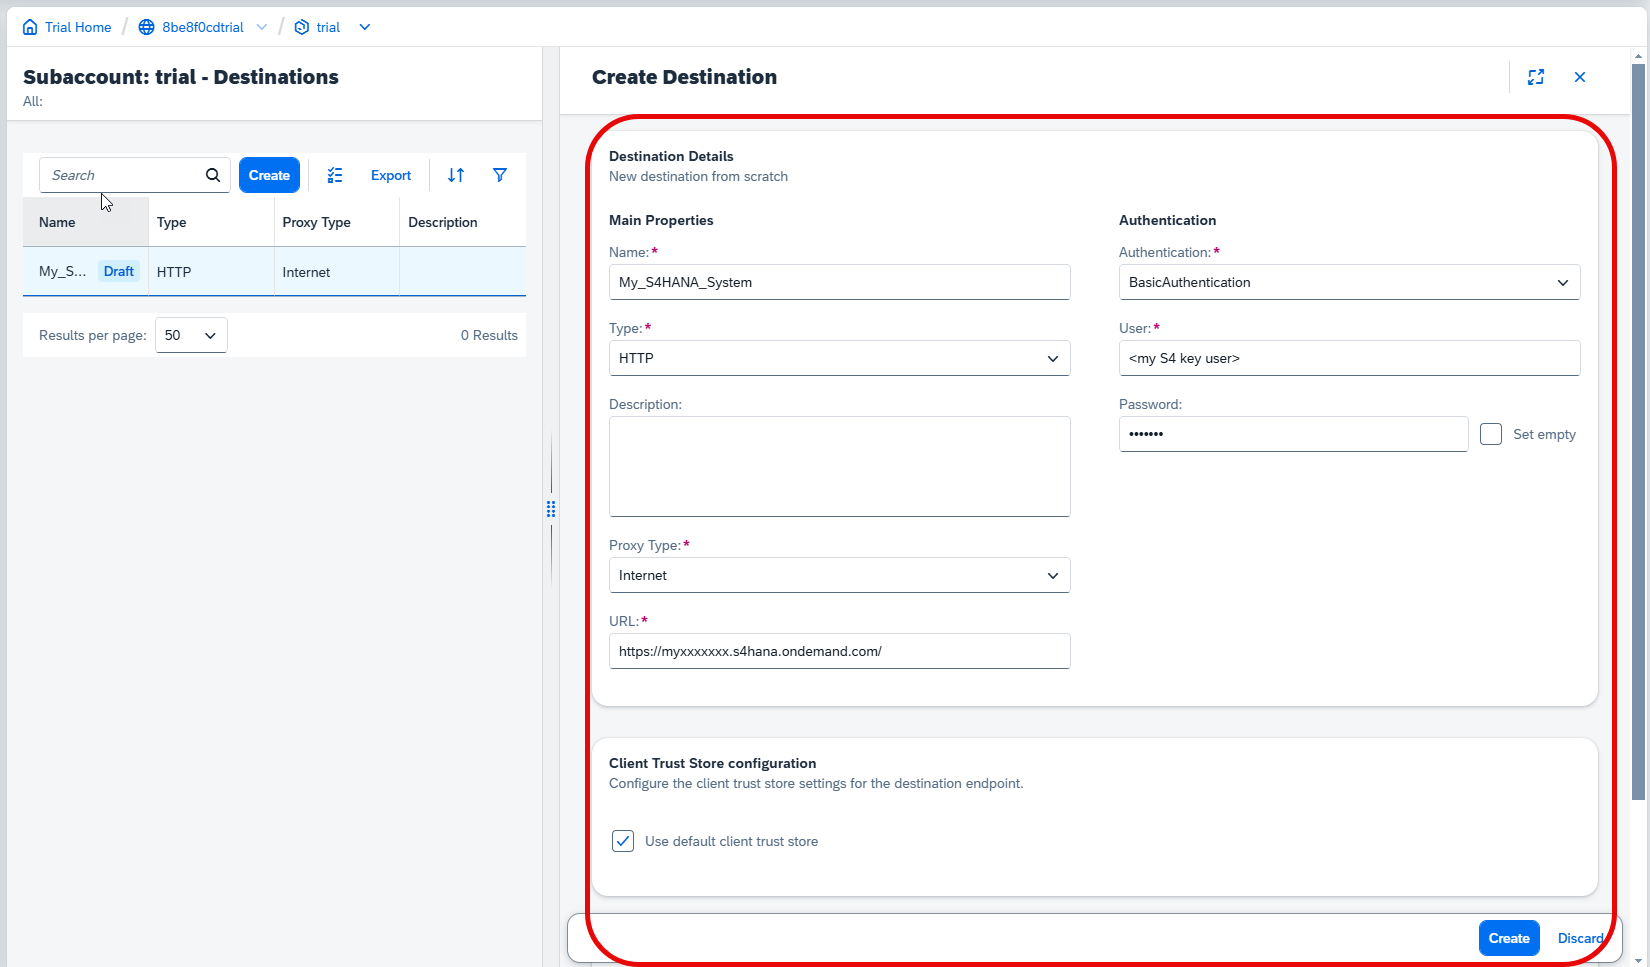 Trial Home / 8be8f0cdtrial / trial
Subaccount: trial - Destinations
All:
Search
Create
Export
Name Type Proxy Type Description
My_S... Draft HTTP Internet
Results per page: 50 0 Results
Create Destination
Destination Details
New destination from scratch
Main Properties
Name:*
My_S4HANA_System
Type:*
HTTP
Description:
Proxy Type:*
Internet
URL:*
https://myxxxxxxx.s4hana.ondemand.com/
Authentication
Authentication:*
BasicAuthentication
User:*
<my S4 key user>
Password:
•••••••
Set empty
Client Trust Store configuration
Configure the client trust store settings for the destination endpoint.
Use default client trust store
Create Discard